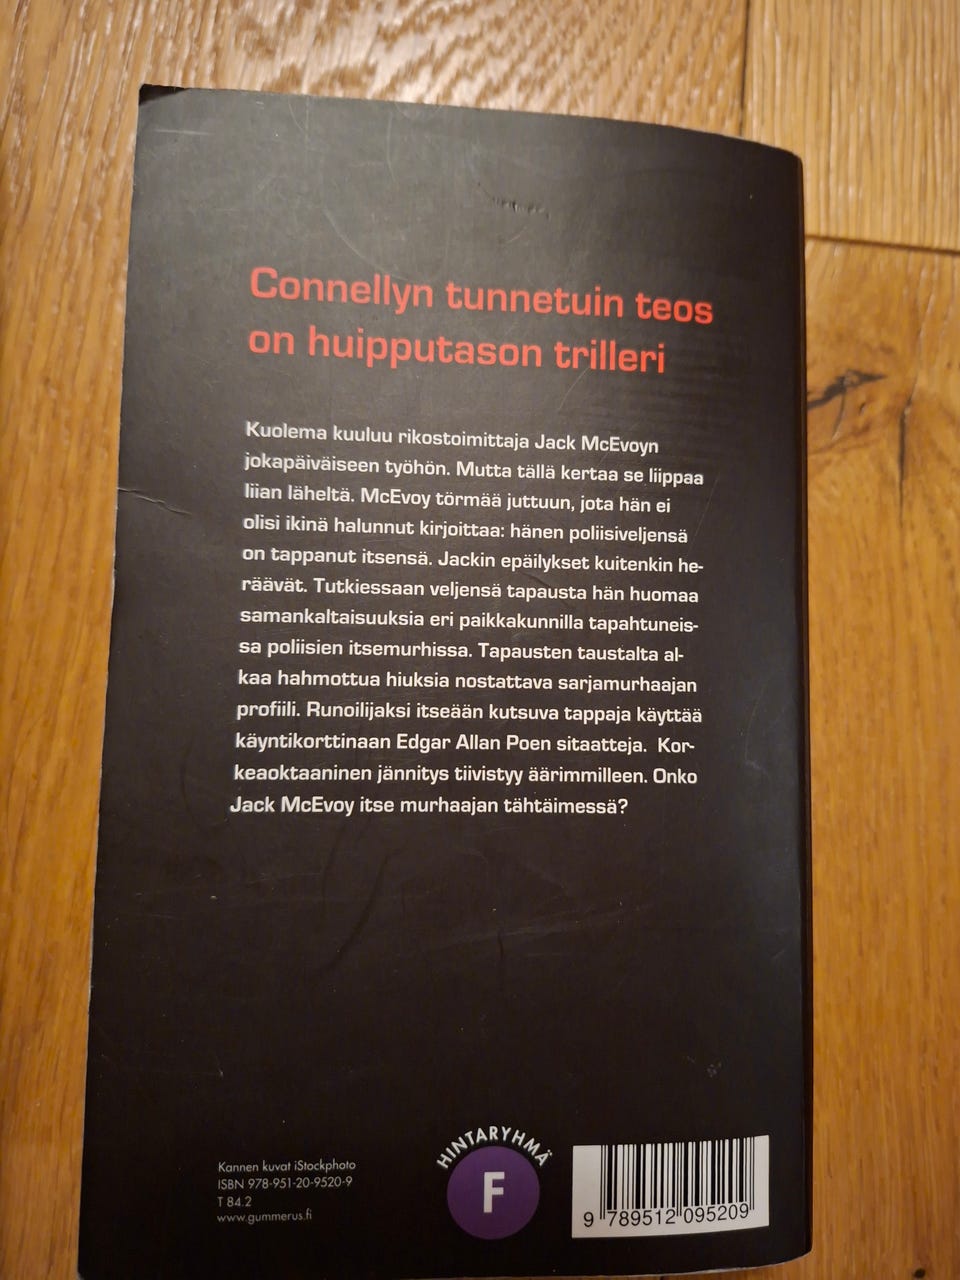 Connellyn tunnetuin teos
on huipputason trilleri
Kuolema kuuluu rikostoimittaja Jack McEvoyn
jokapäiväiseen työhön. Mutta tällä kertaa se liippaa
liian läheltä. McEvoy törmää juttuun, jota hän ei
olisi ikinä halunnut kirjoittaa: hänen poliisiveljensä
on tappanut itsensä. Jackin epäilykset kuitenkin he-
räävät. Tutkiessaan veljensä tapausta hän huomaa
samankaltaisuuksia eri paikkakunnilla tapahtuneis-
sa poliisien itsemurhissa. Tapausten taustalta al-
kaa hahmottua hiuksia nostattava sarjamurhaajan
profiili. Runoilijaksi itseään kutsuva tappaja käyttää
käyntikorttinaan Edgar Allan Poen sitaatteja. Kor-
keaoktaaninen jännitys tiivistyy äärimmilleen. Onko
Jack McEvoy itse murhaajan tähtäimessä?
Kannen kuvat iStockphoto
ISBN 978-951-20-9520-9
T 84.2
www.gummerus.fi
HINTARYHMÄ
F
9 789512 095209